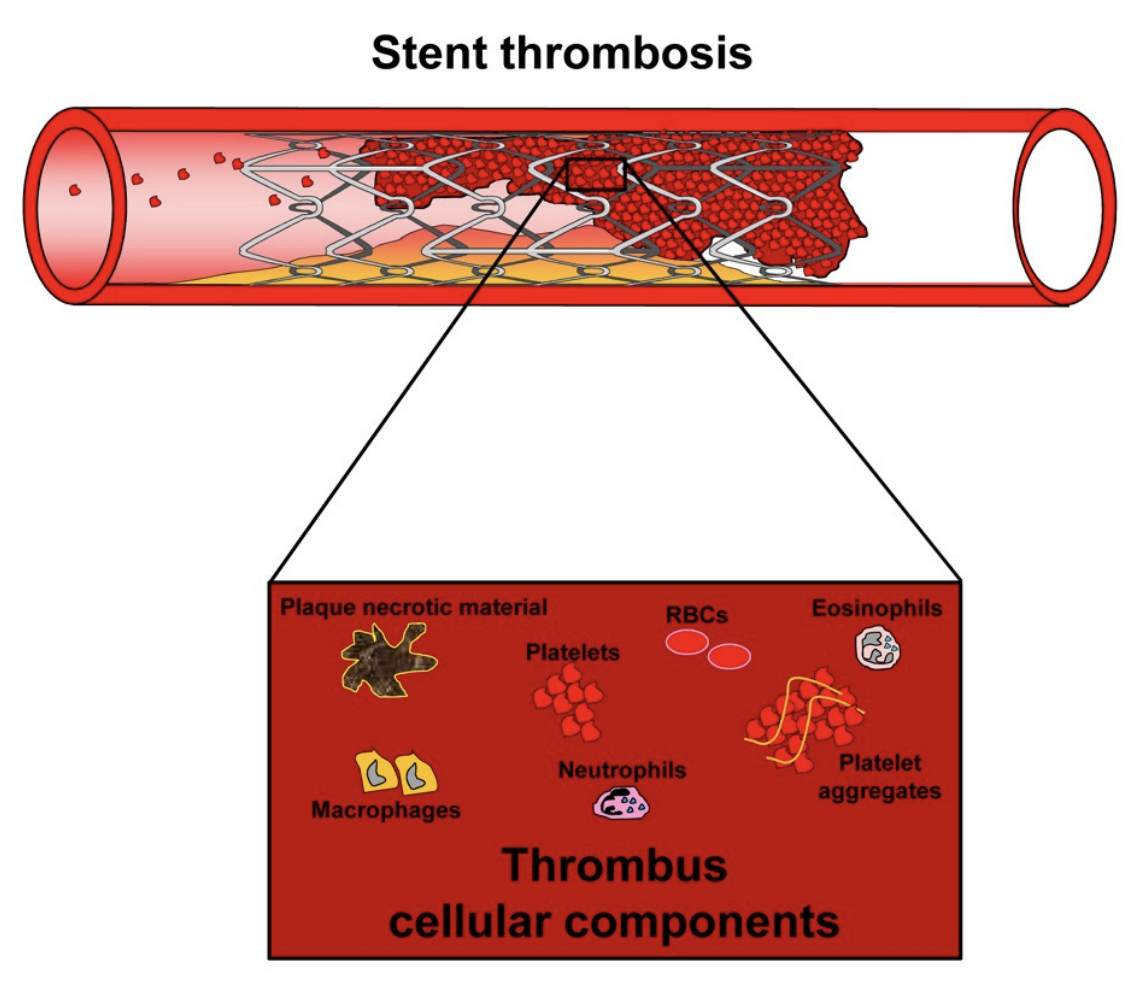 Stent thrombosis
Plaque necrotic material
RBCs
Eosinophils
Platelets
Neutrophils
Platelet
aggregates
Macrophages
Thrombus
cellular components